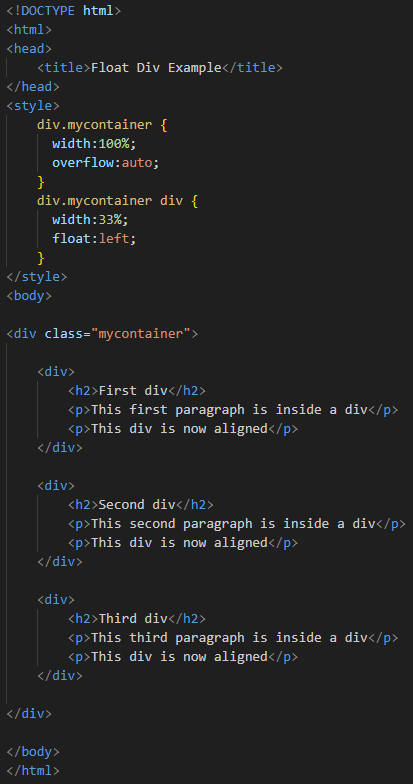 <!DOCTYPE html>
<html>
<head>
    <title>Float Div Example</title>
</head>
<style>
    div.mycontainer {
      width:100%;
      overflow:auto;
    }
    div.mycontainer div {
      width:33%;
      float:left;
    }
</style>
<body>

<div class="mycontainer">

    <div>
        <h2>First div</h2>
        <p>This first paragraph is inside a div</p>
        <p>This div is now aligned</p>
    </div>

    <div>
        <h2>Second div</h2>
        <p>This second paragraph is inside a div</p>
        <p>This div is now aligned</p>
    </div>

    <div>
        <h2>Third div</h2>
        <p>This third paragraph is inside a div</p>
        <p>This div is now aligned</p>
    </div>

</div>

</body>
</html>